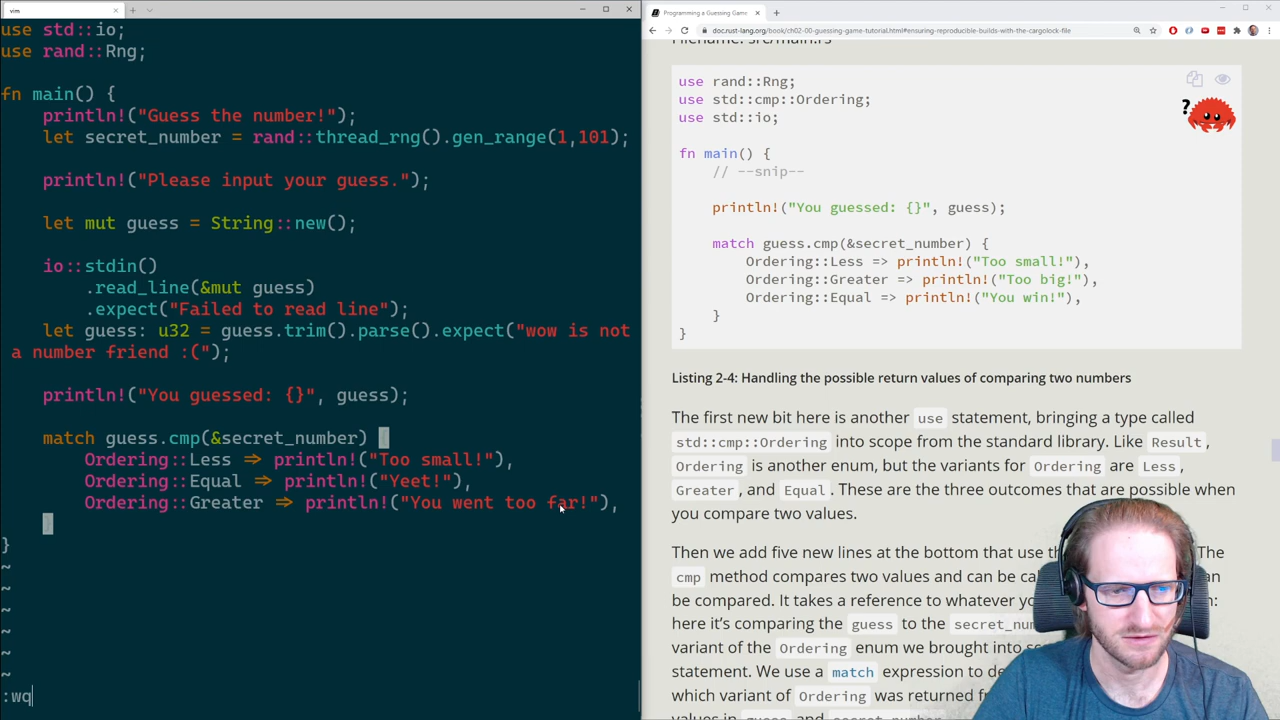 vim
use std::io;
use rand::Rng;
fn main() {
println!("Guess the number!");
let secret_number = rand::thread_rng().gen_range(1,101);
println!("Please input your guess.");
let mut guess = String::new();
io::stdin()
.read_line(&mut guess)
.expect("Failed to read line");
let guess: u32 = guess.trim().parse().expect("wow is not
a number friend :(");
println!("You guessed: {}", guess);
match guess.cmp(&secret_number) {
Ordering::Less => println!("Too small!"),
Ordering::Equal => println!("Yeet!"),
Ordering::Greater => println!("You went too far!"),
}
}
~
~
~
~
~
~
:wq
Programming a Guessing Game
doc.rust-lang.org/book/ch02-00-guessing-game-tutorial.html#ensuring-reproducible-builds-with-the-cargolock-file
Filename: src/main.rs
use rand::Rng;
use std::cmp::Ordering;
use std::io;
fn main() {
// --snip--
println!("You guessed: {}", guess);
match guess.cmp(&secret_number) {
Ordering::Less => println!("Too small!"),
Ordering::Greater => println!("Too big!"),
Ordering::Equal => println!("You win!"),
}
}
?
Listing 2-4: Handling the possible return values of comparing two numbers
The first new bit here is another use statement, bringing a type called
std::cmp::Ordering into scope from the standard library. Like Result,
Ordering is another enum, but the variants for Ordering are Less,
Greater, and Equal. These are the three outcomes that are possible when
you compare two values.
Then we add five new lines at the bottom that use The
cmp method compares two values and can be
be compared. It takes a reference to whatever
here it's comparing the guess to the
variant of the Ordering enum we brought into
statement. We use a match expression to
which variant of Ordering was returned
values in guess and